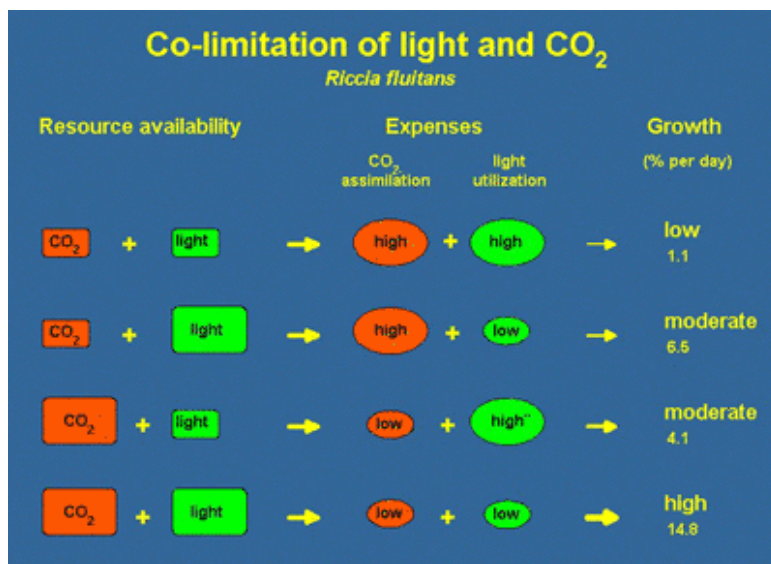 Co-limitation of light and CO₂
Riccia fluitans
Resource availability Expenses Growth
CO₂ assimilation light utilization (% per day)
CO₂ + light high + high low
1.1
CO₂ + light high + low moderate
6.5
CO₂ + light low + high¨ moderate
4.1
CO₂ + light low + low high
14.8